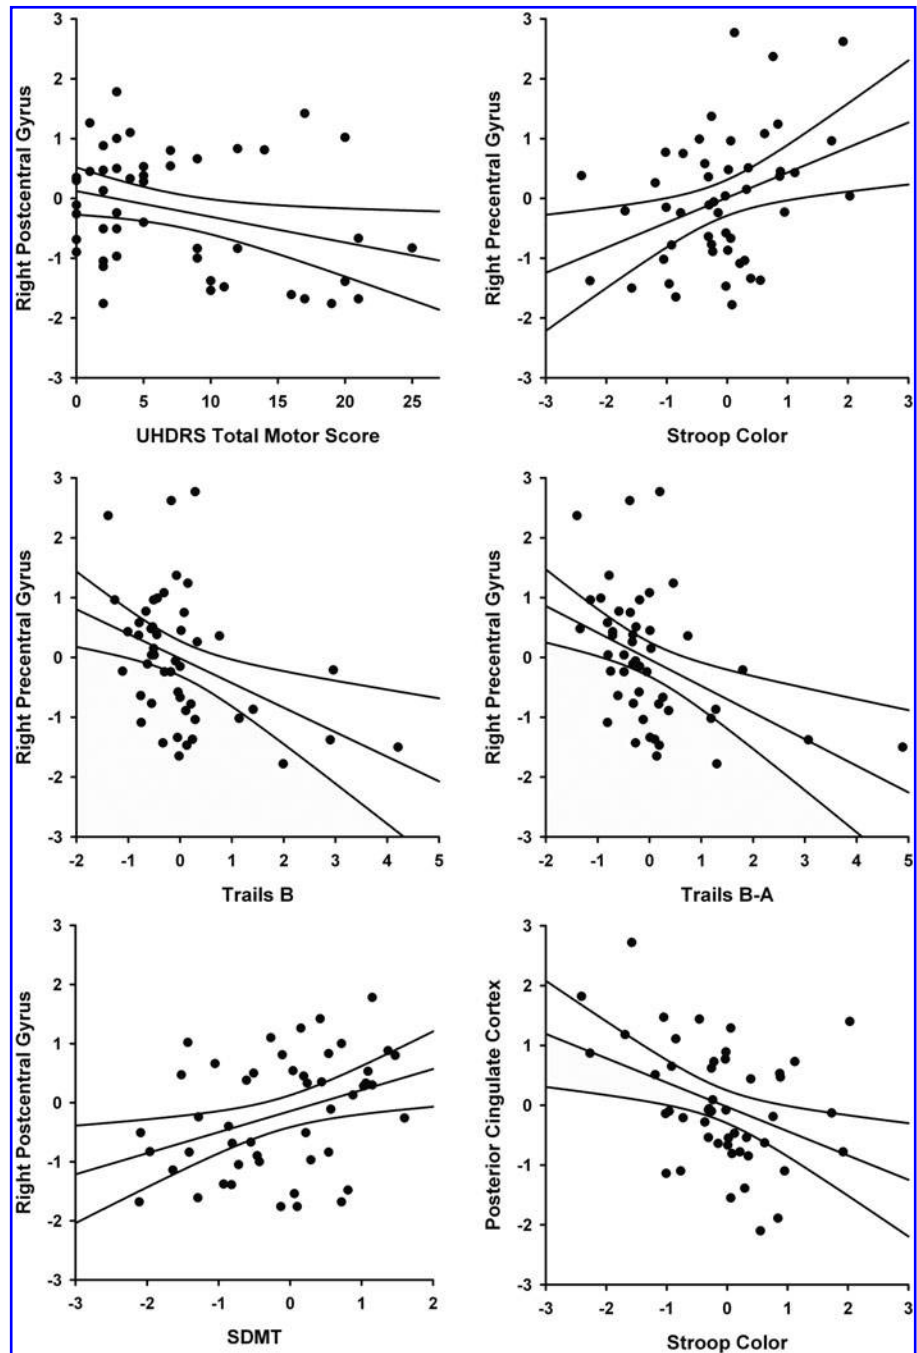 3
2
1
0
-1
-2
-3
0 5 10 15 20 25
Right Postcentral Gyrus
UHDRS Total Motor Score
3
2
1
0
-1
-2
-3
-3 -2 -1 0 1 2 3
Right Precentral Gyrus
Stroop Color
3
2
1
0
-1
-2
-3
-2 -1 0 1 2 3 4 5
Right Precentral Gyrus
Trails B
3
2
1
0
-1
-2
-3
-2 -1 0 1 2 3 4 5
Right Precentral Gyrus
Trails B-A
3
2
1
0
-1
-2
-3
-3 -2 -1 0 1 2
Right Postcentral Gyrus
SDMT
3
2
1
0
-1
-2
-3
-3 -2 -1 0 1 2 3
Posterior Cingulate Cortex
Stroop Color